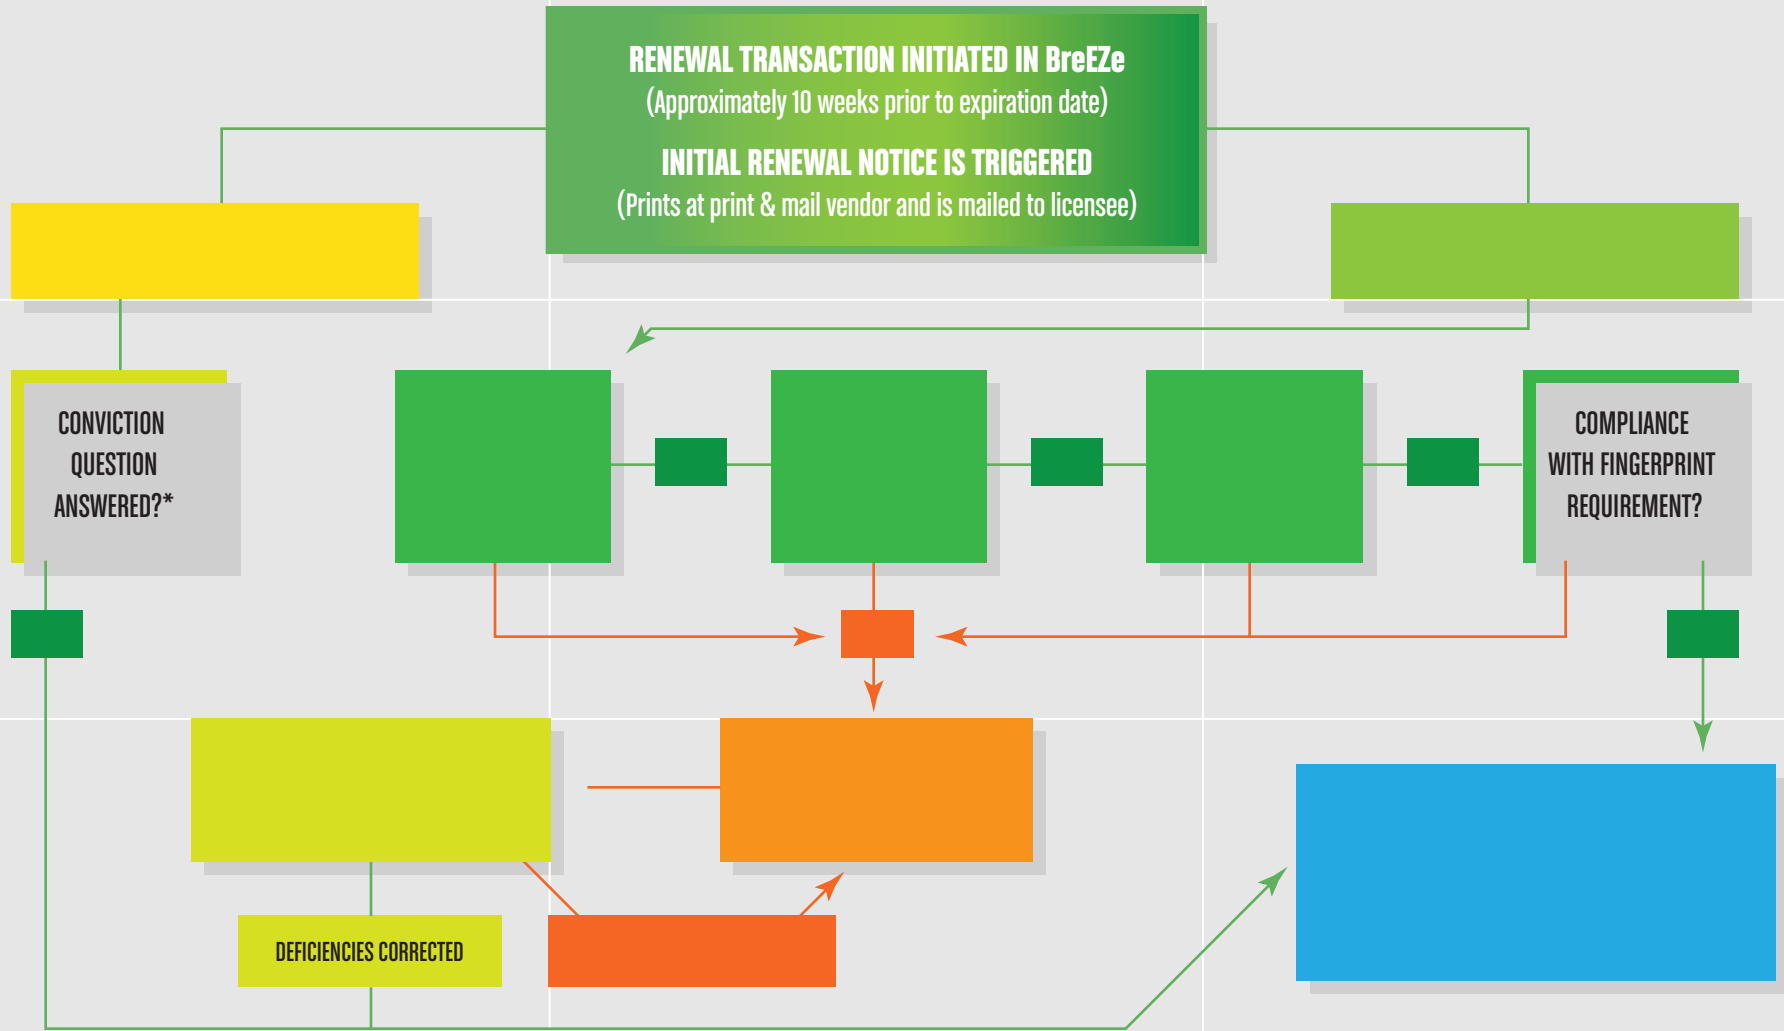 RENEWAL TRANSACTION INITIATED IN BreEZe
(Approximately 10 weeks prior to expiration date)
INITIAL RENEWAL NOTICE IS TRIGGERED
(Prints at print & mail vendor and is mailed to licensee)
CONVICTION
QUESTION
ANSWERED?*
COMPLIANCE
WITH FINGERPRINT
REQUIREMENT?
DEFICIENCIES CORRECTED